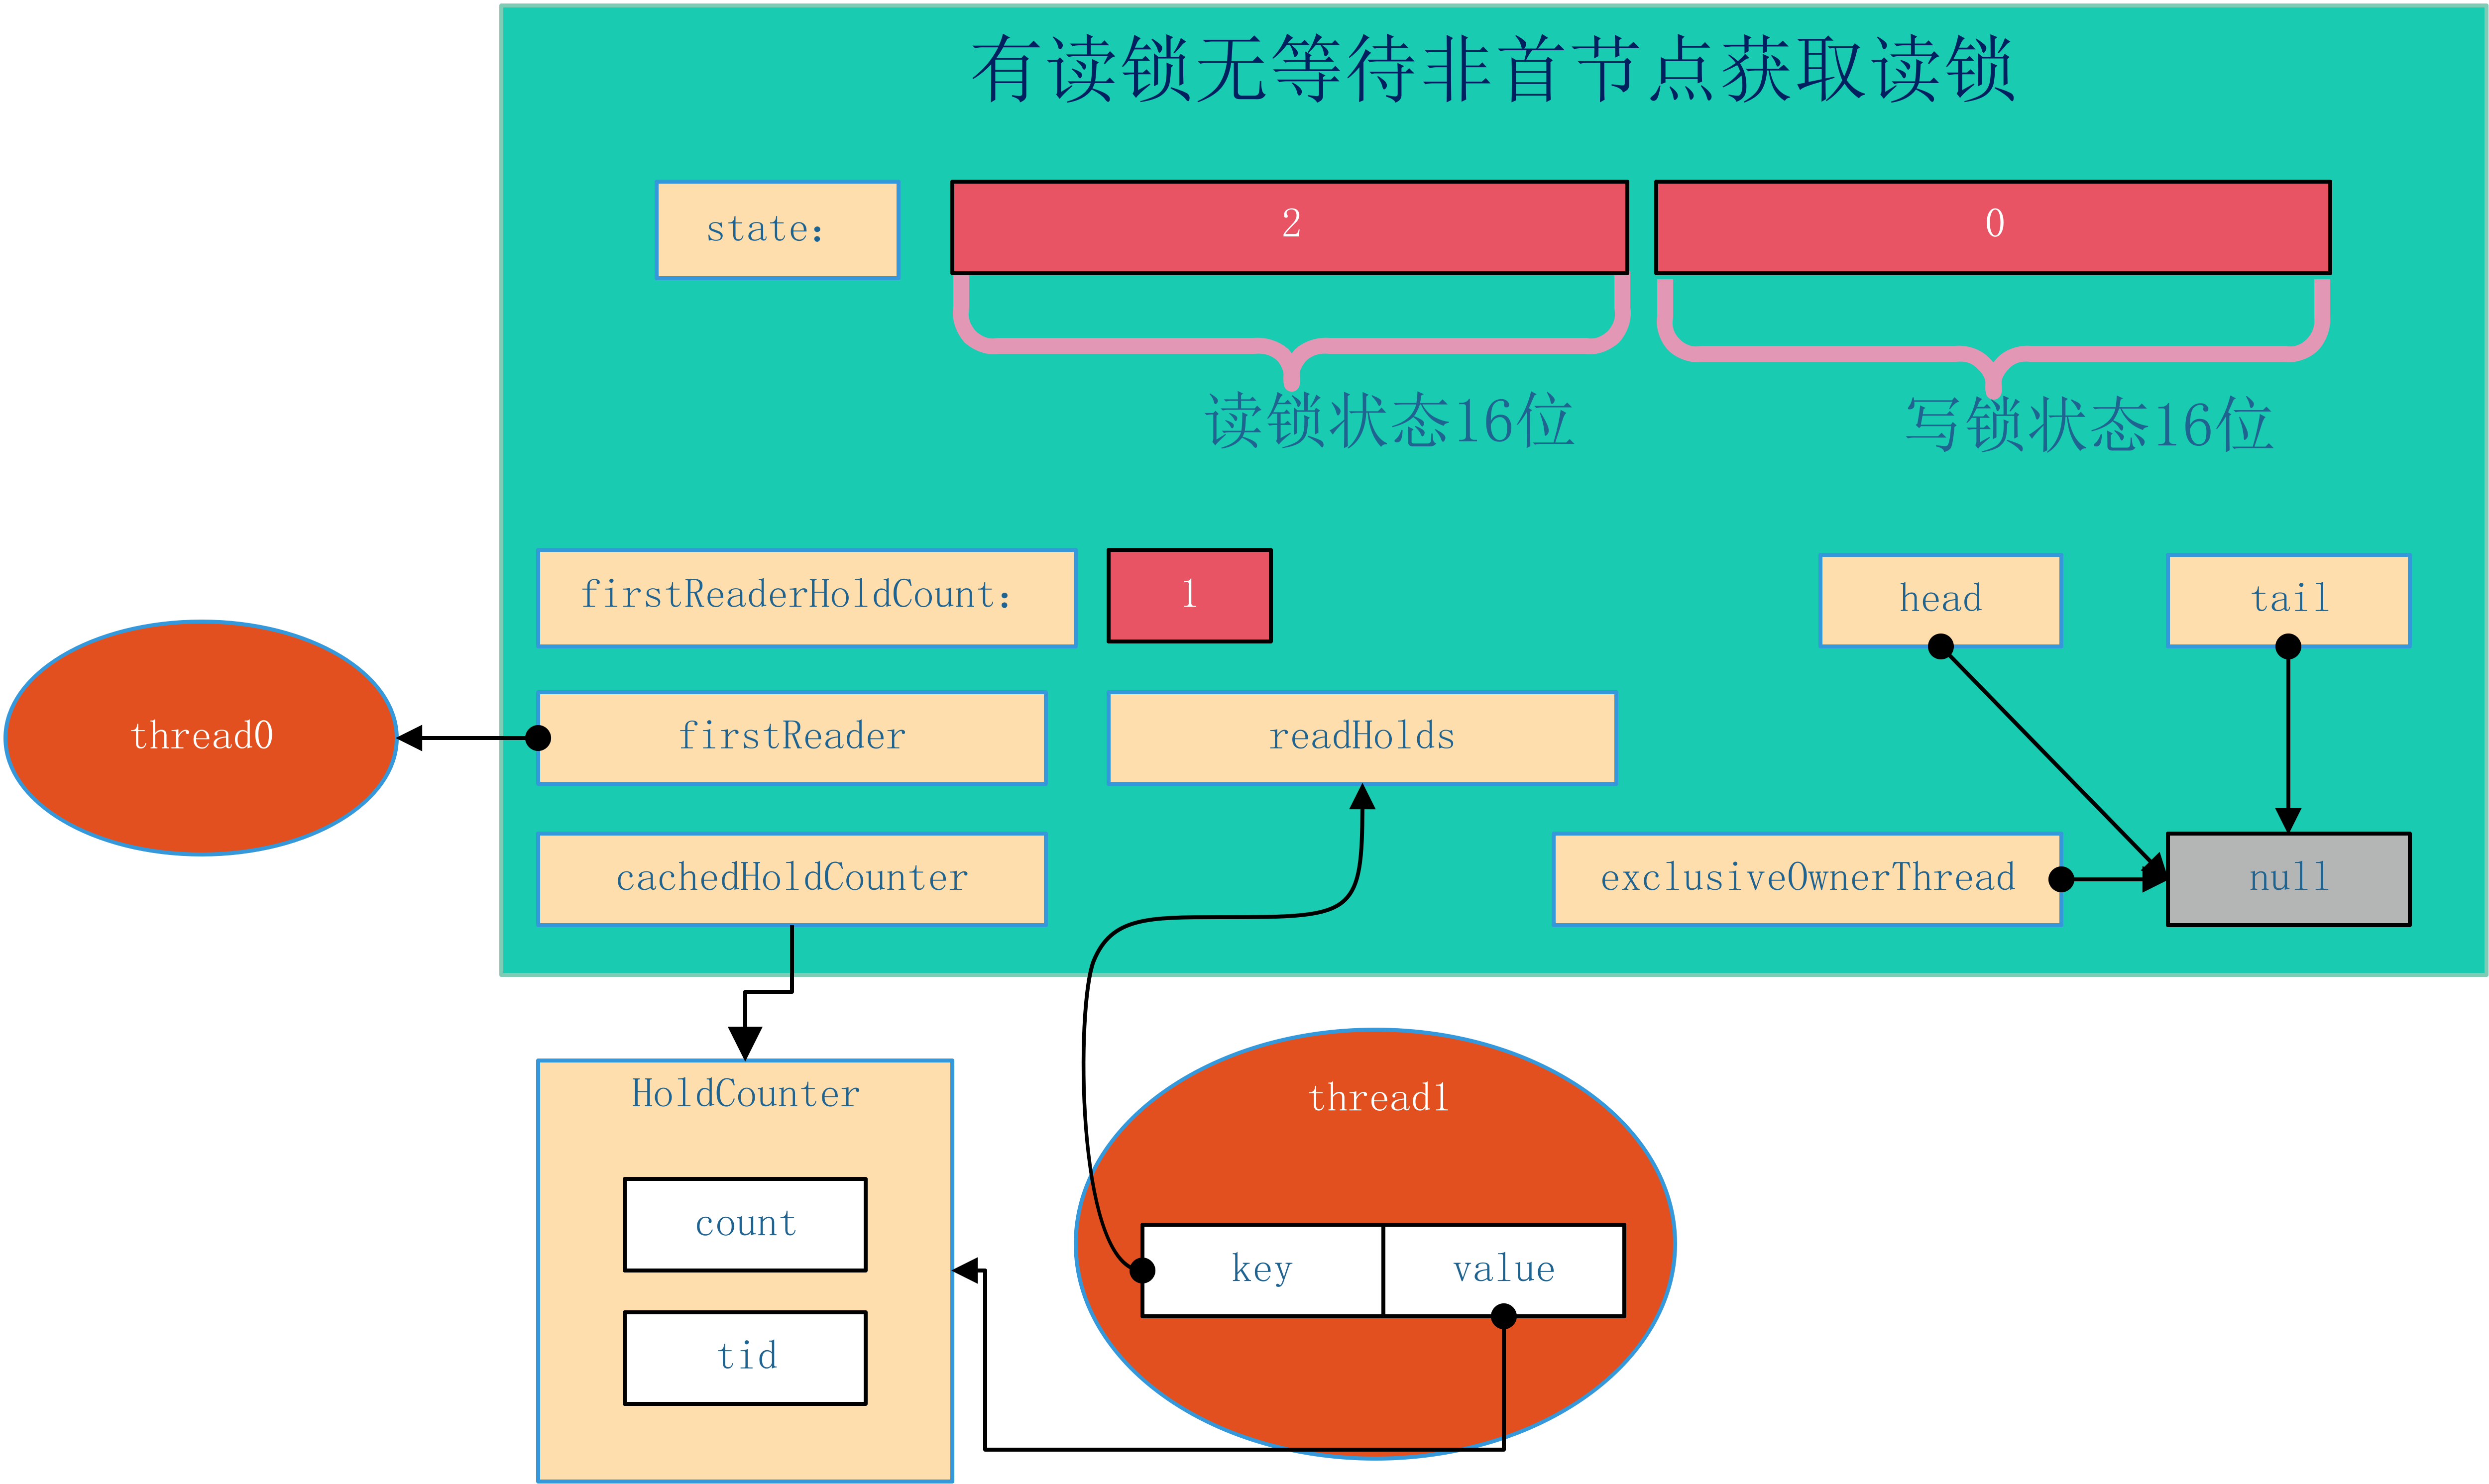 有读锁无等待非首节点获取读锁
state：
2
0
读锁状态16位
写锁状态16位
firstReaderHoldCount：
1
head
tail
thread0
firstReader
readHolds
cachedHoldCounter
exclusiveOwnerThread
null
HoldCounter
thread1
count
key
value
tid